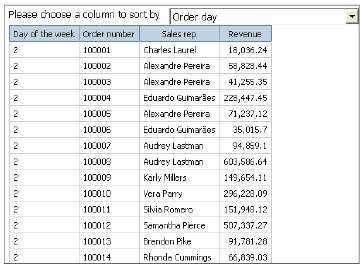 Please choose a column to sort by Order day
Day of the week Order number Sales rep Revenue
2 100001 Charles Laurel 18,036.24
2 100002 Alexandre Pereira 58,828.44
2 100003 Alexandre Pereira 41,255.35
2 100004 Eduardo Guimarães 228,447.45
2 100005 Alexandre Pereira 71,237.12
2 100006 Eduardo Guimarães 35,015.7
2 100007 Audrey Lastman 94,859.1
2 100008 Audrey Lastman 603,586.64
2 100009 Karly Millers 149,654.11
2 100010 Vera Parry 296,228.09
2 100011 Silvia Romero 151,948.12
2 100012 Samantha Pierce 507,337.27
2 100013 Brendon Pike 91,781.28
2 100014 Rhonda Cummings 66,839.03